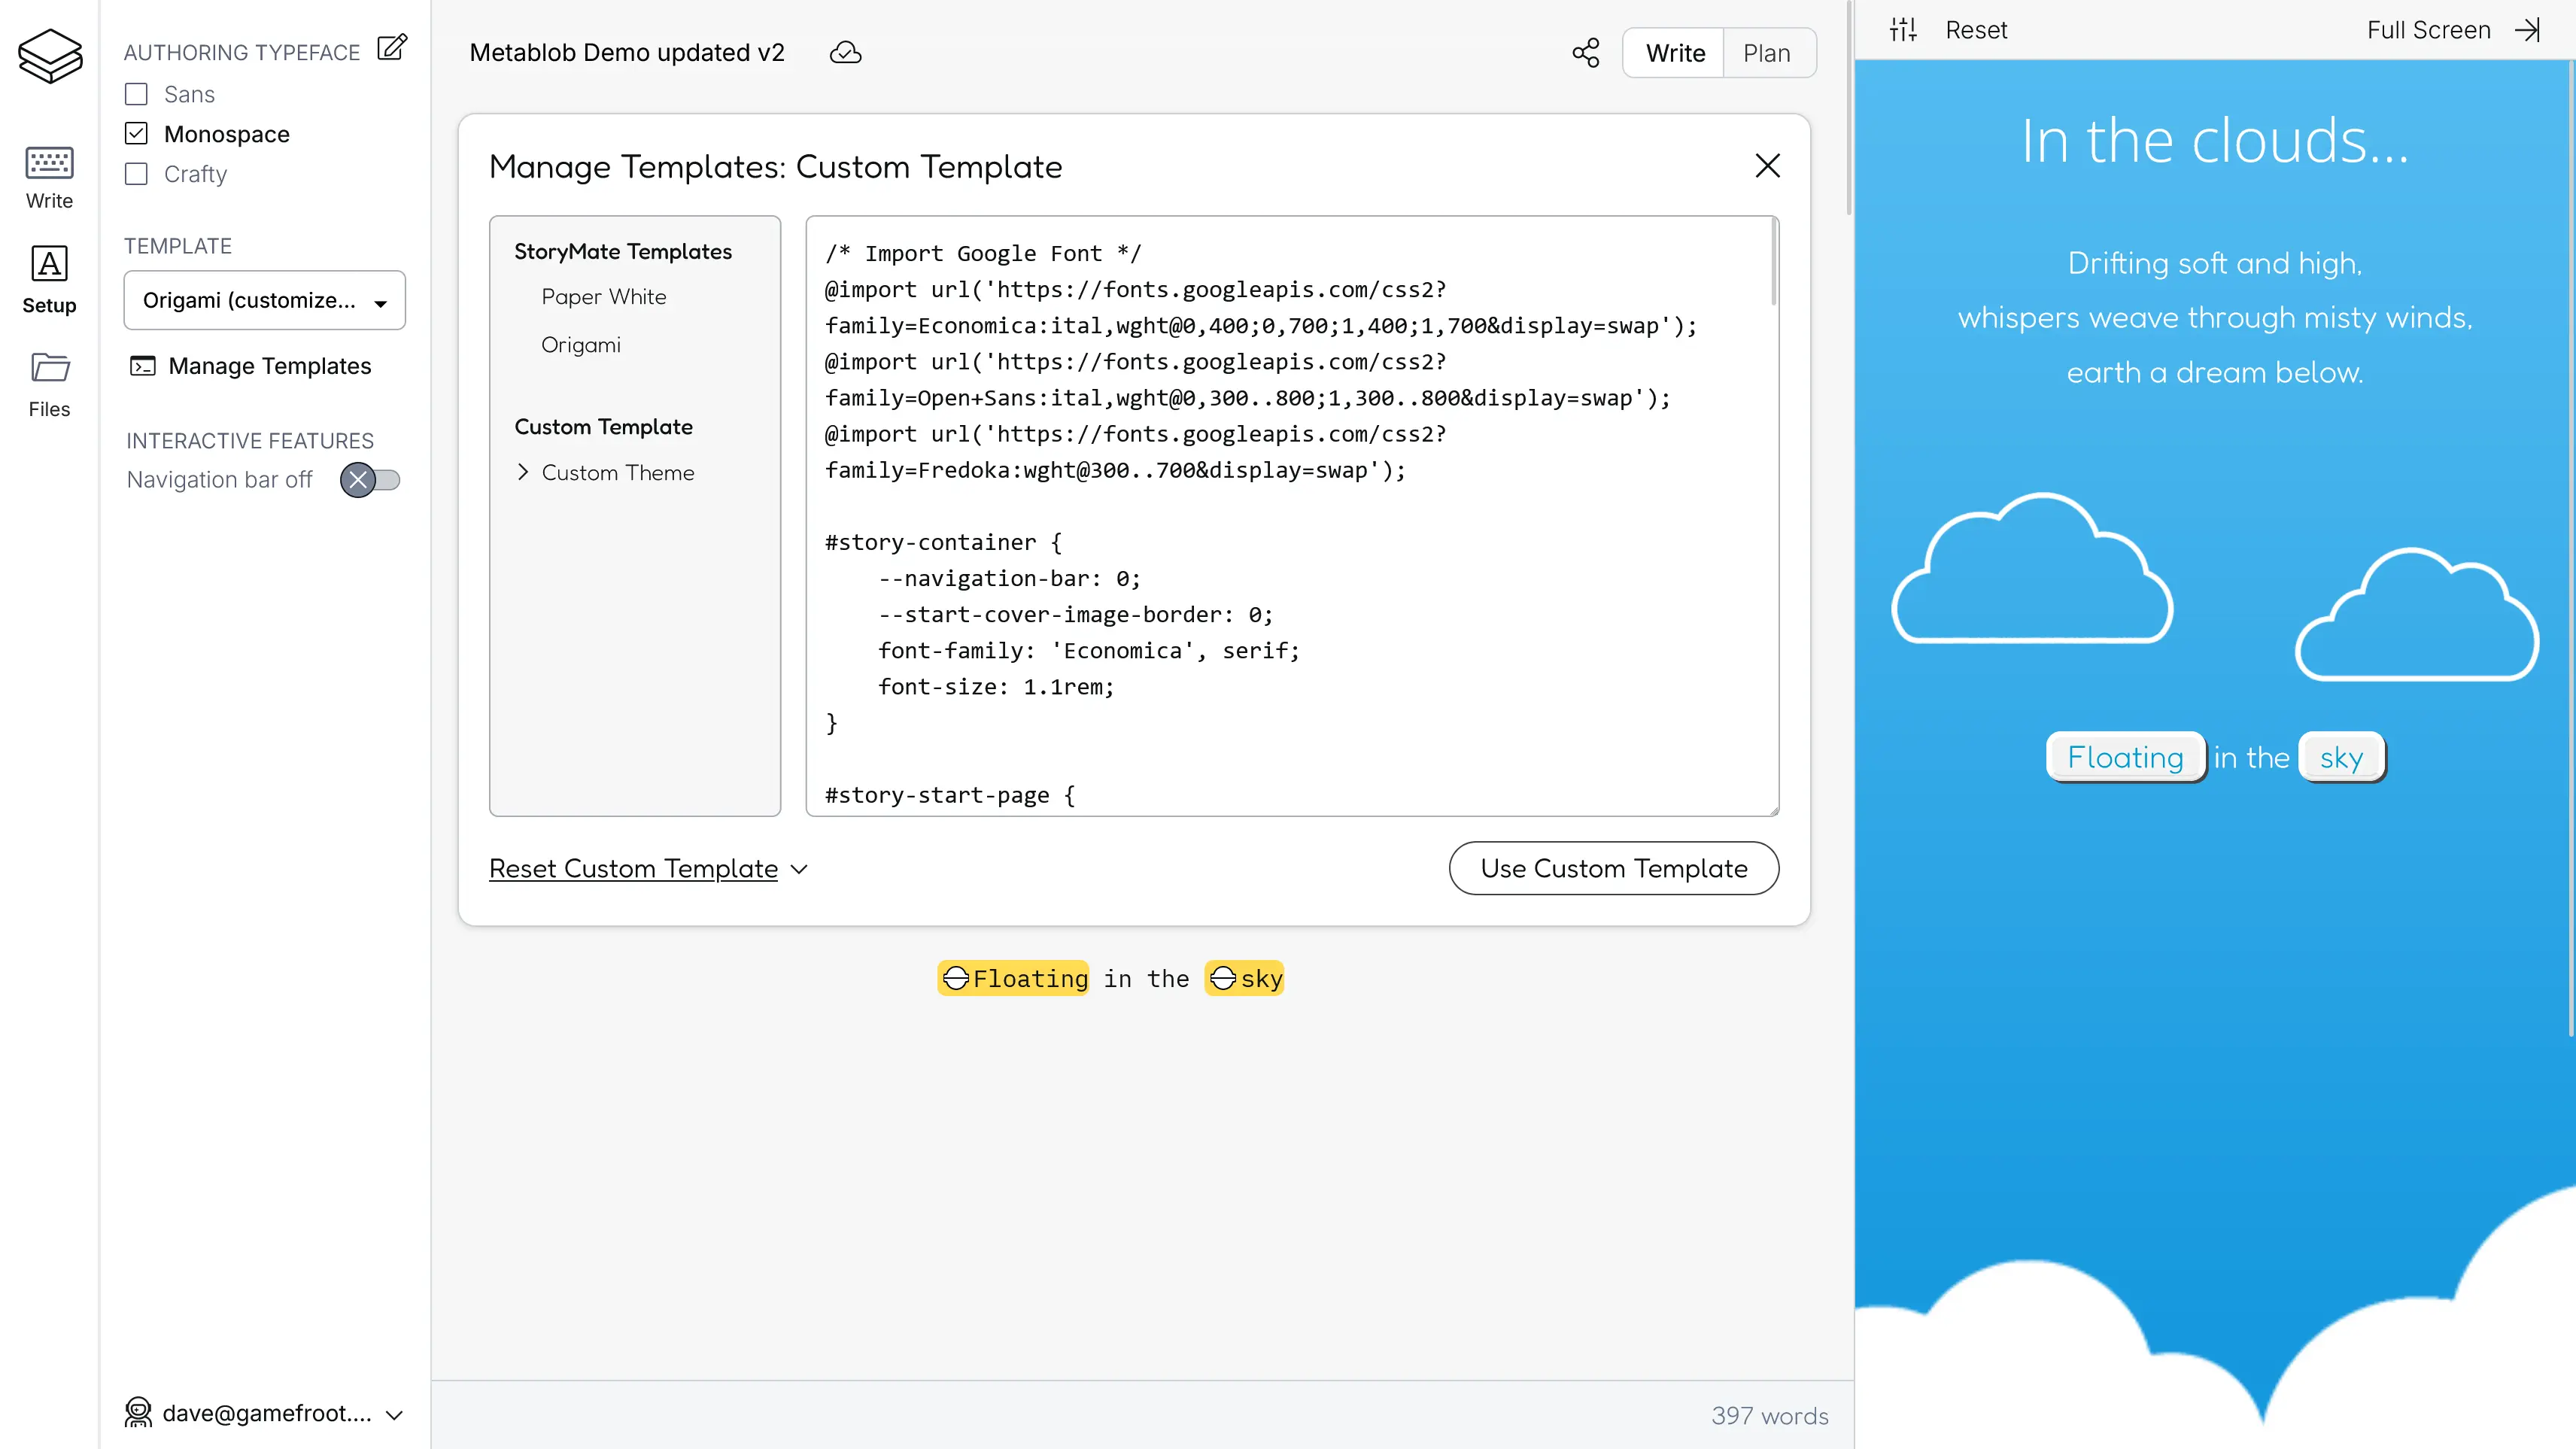 Write
Setup
Files
AUTHORING TYPEFACE
Sans
Monospace
Crafty
TEMPLATE
Origami (customize...
Manage Templates
INTERACTIVE FEATURES
Navigation bar off
dave@gamefroot....
Metablob Demo updated v2
Write
Plan
Manage Templates: Custom Template
StoryMate Templates
Paper White
Origami
Custom Template
Custom Theme
/* Import Google Font */
@import url('https://fonts.googleapis.com/css2?
family=Economica:ital,wght@0,400;0,700;1,400;1,700&display=swap');
@import url('https://fonts.googleapis.com/css2?
family=Open+Sans:ital,wght@0,300..800;1,300..800&display=swap');
@import url('https://fonts.googleapis.com/css2?
family=Fredoka:wght@300..700&display=swap');
#story-container {
--navigation-bar: 0;
--start-cover-image-border: 0;
font-family: 'Economica', serif;
font-size: 1.1rem;
}
#story-start-page {
Reset Custom Template
Use Custom Template
Floating in the sky
397 words
Reset
Full Screen
In the clouds...
Drifting soft and high,
whispers weave through misty winds,
earth a dream below.
Floating in the sky